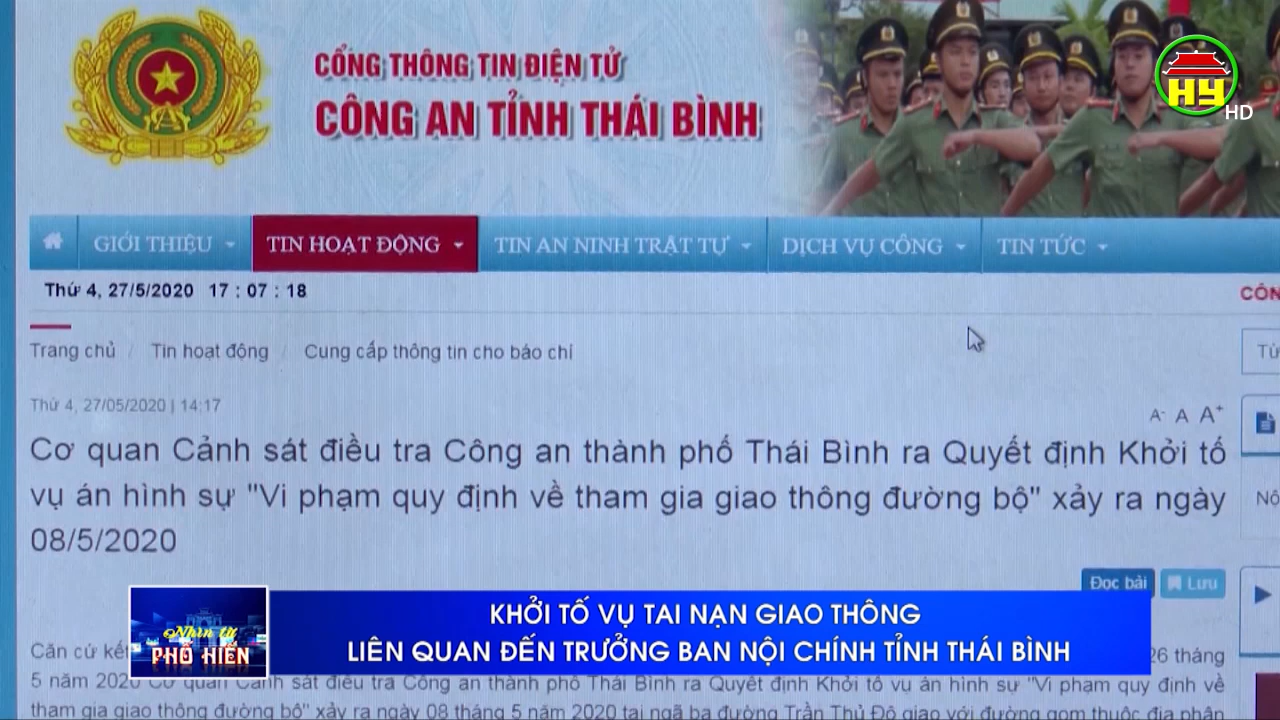 CỔNG THÔNG TIN ĐIỆN TỬ
CÔNG AN TỈNH THÁI BÌNH
HY
HD
GIỚI THIỆU
TIN HOẠT ĐỘNG
TIN AN NINH TRẬT TỰ
DỊCH VỤ CÔNG
TIN TỨC
Thứ 4, 27/5/2020 17 : 07 : 18
CÔN
Trang chủ / Tin hoạt động / Cung cấp thông tin cho báo chí
Từ
Thứ 4, 27/05/2020 | 14:17
A- A A+
Cơ quan Cảnh sát điều tra Công an thành phố Thái Bình ra Quyết định Khởi tố
vụ án hình sự "Vi phạm quy định về tham gia giao thông đường bộ" xảy ra ngày
08/5/2020
Nộ
Đọc bài
Lưu
Nhìn từ
PHỐ HIẾN
KHỞI TỐ VỤ TAI NẠN GIAO THÔNG
LIÊN QUAN ĐẾN TRƯỞNG BAN NỘI CHÍNH TỈNH THÁI BÌNH
Căn cứ kết 26 tháng
5 năm 2020 Cơ quan Cảnh sát điều tra Công an thành phố Thái Bình ra Quyết định Khởi tố vụ án hình sự "Vi phạm quy định về
tham gia giao thông đường bộ" xảy ra ngày 08 tháng 5 năm 2020 tại ngã ba đường Trần Thủ Độ giao với đường gom thuộc địa phận